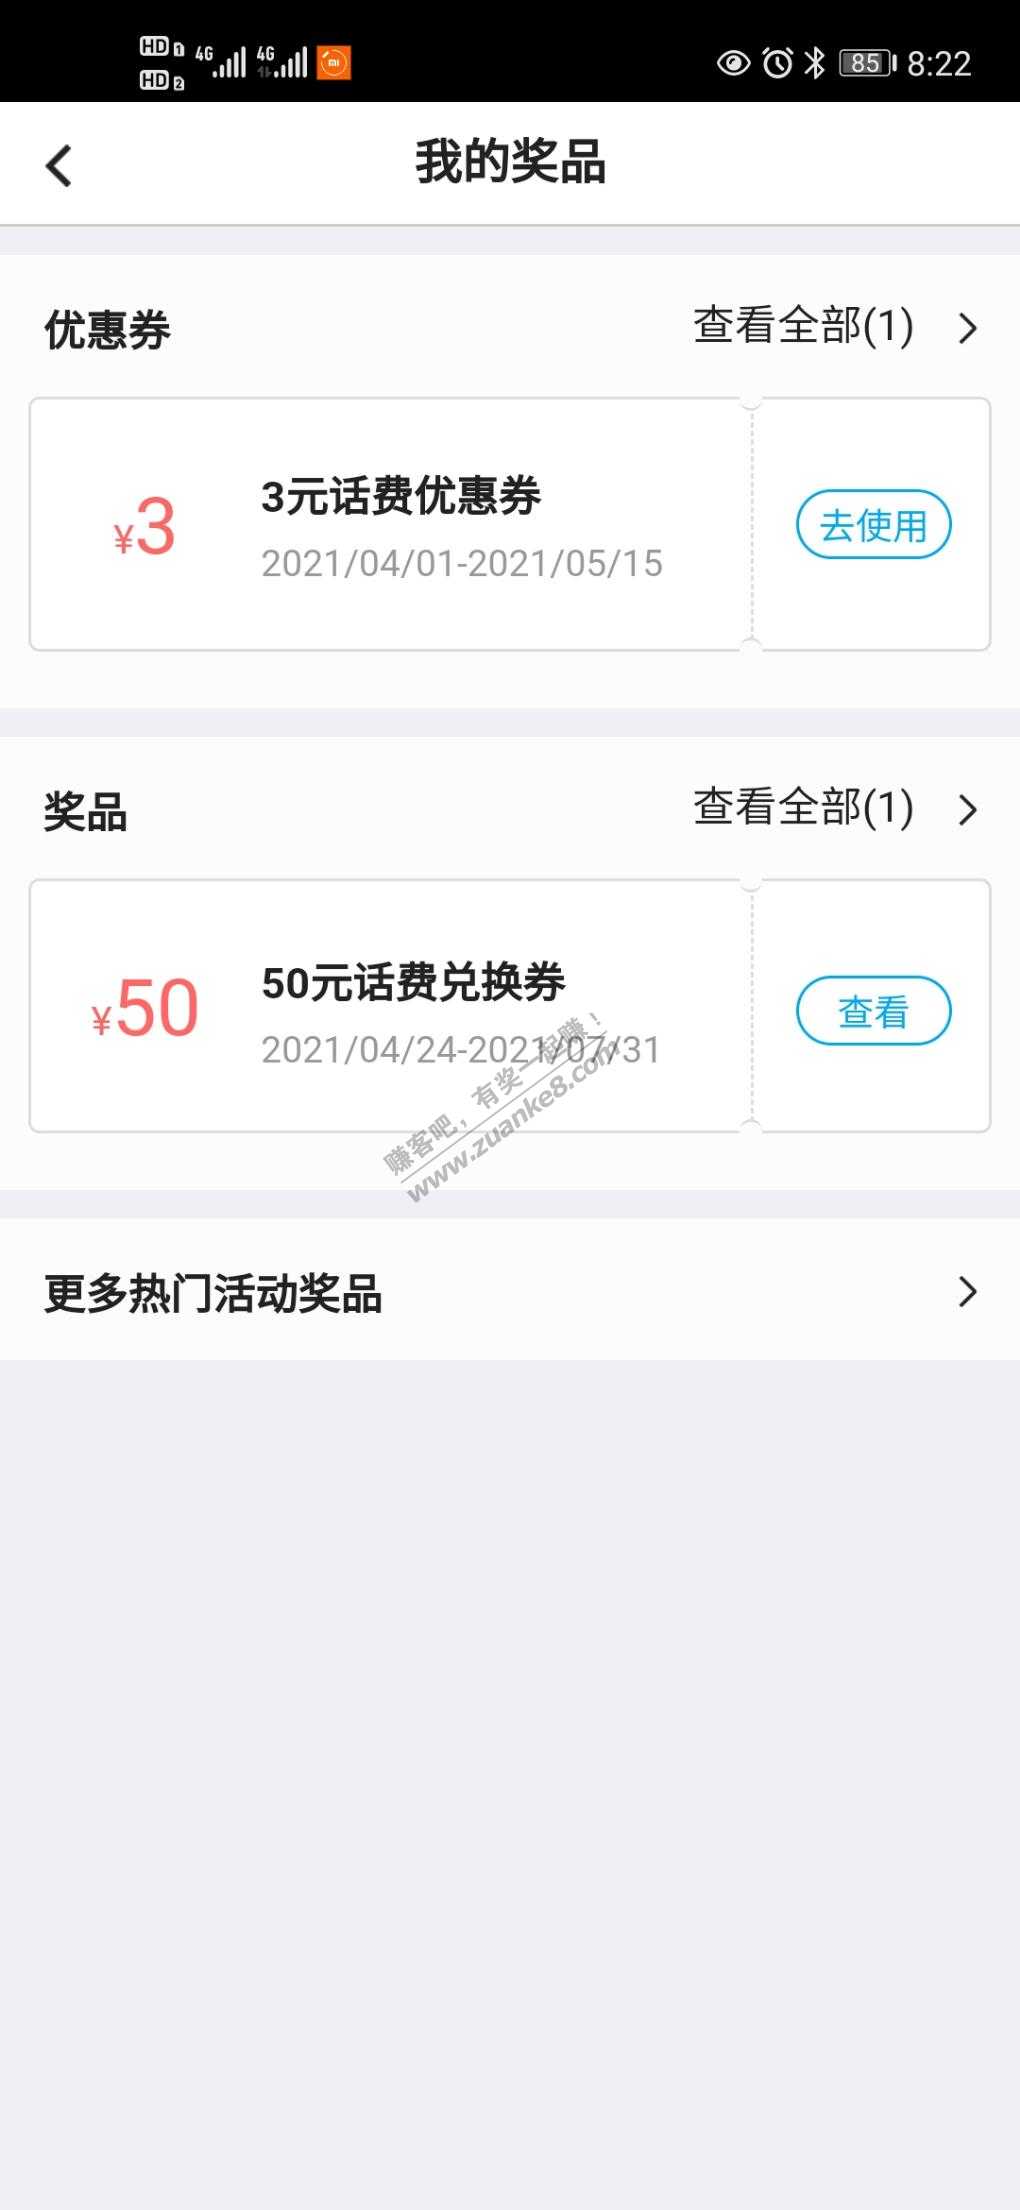 HD 1 4G 4G mi 85 8:22
HD 2
我的奖品
优惠券 查看全部(1)
¥3 3元话费优惠券 去使用
2021/04/01-2021/05/15
奖品 查看全部(1)
¥50 50元话费兑换券 查看
2021/04/24-2021/07/31
赚客吧，有奖一起赚！
www.zuanke8.com
更多热门活动奖品